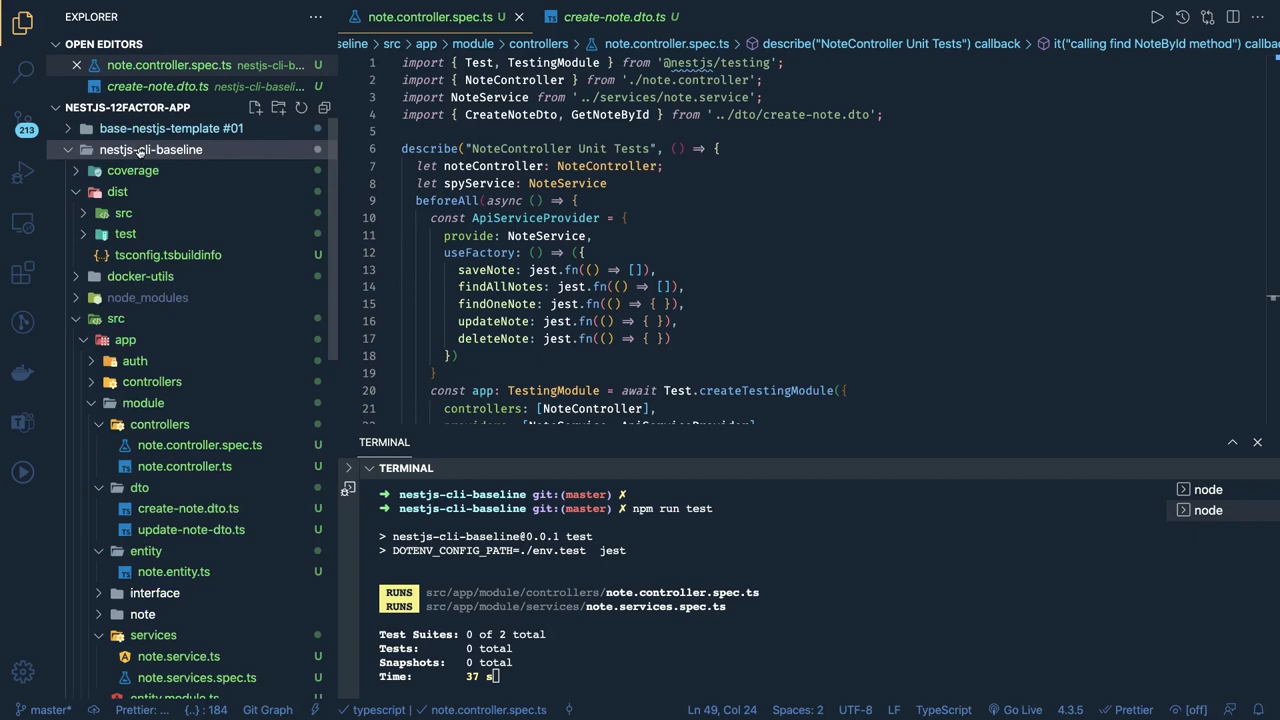 EXPLORER
OPEN EDITORS
note.controller.spec.ts nestjs-cli-b... U
create-note.dto.ts nestjs-cli-baseli... U
NESTJS-12FACTOR-APP
base-nestjs-template #01
nestjs-cli-baseline
coverage
dist
src
test
tsconfig.tsbuildinfo U
docker-utils
node_modules
src
app
auth
controllers
module
controllers
note.controller.spec.ts U
note.controller.ts U
dto
create-note.dto.ts U
update-note-dto.ts U
entity
note.entity.ts U
interface
note
services
note.service.ts U
note.services.spec.ts U
entity.module.ts U
213
note.controller.spec.ts U
create-note.dto.ts U
seline > src > app > module > controllers > note.controller.spec.ts > describe("NoteController Unit Tests") callback > it("calling find NoteById method") callba
1 import { Test, TestingModule } from '@nestjs/testing';
2 import { NoteController } from './note.controller';
3 import NoteService from '../services/note.service';
4 import { CreateNoteDto, GetNoteById } from '../dto/create-note.dto';
5
6 describe("NoteController Unit Tests", () ⇒ {
7 let noteController: NoteController;
8 let spyService: NoteService
9 beforeAll(async () ⇒ {
10 const ApiServiceProvider = {
11 provide: NoteService,
12 useFactory: () ⇒ ({
13 saveNote: jest.fn(() ⇒ []),
14 findAllNotes: jest.fn(() ⇒ []),
15 findOneNote: jest.fn(() ⇒ { }),
16 updateNote: jest.fn(() ⇒ { }),
17 deleteNote: jest.fn(() ⇒ { })
18 })
19 }
20 const app: TestingModule = await Test.createTestingModule({
21 controllers: [NoteController],
22 providers: [NoteService, ApiServiceProvider],
TERMINAL
TERMINAL
➜ nestjs-cli-baseline git:(master) ✗
➜ nestjs-cli-baseline git:(master) ✗ npm run test
> nestjs-cli-baseline@0.0.1 test
> DOTENV_CONFIG_PATH=./env.test jest
RUNS src/app/module/controllers/note.controller.spec.ts
RUNS src/app/module/services/note.services.spec.ts
Test Suites: 0 of 2 total
Tests: 0 total
Snapshots: 0 total
Time: 37 s
node
node
master* Prettier: ... {..} : 184 Git Graph typescript | note.controller.spec.ts Ln 49, Col 24 Spaces: 2 UTF-8 LF TypeScript Go Live 4.3.5 Prettier [off]